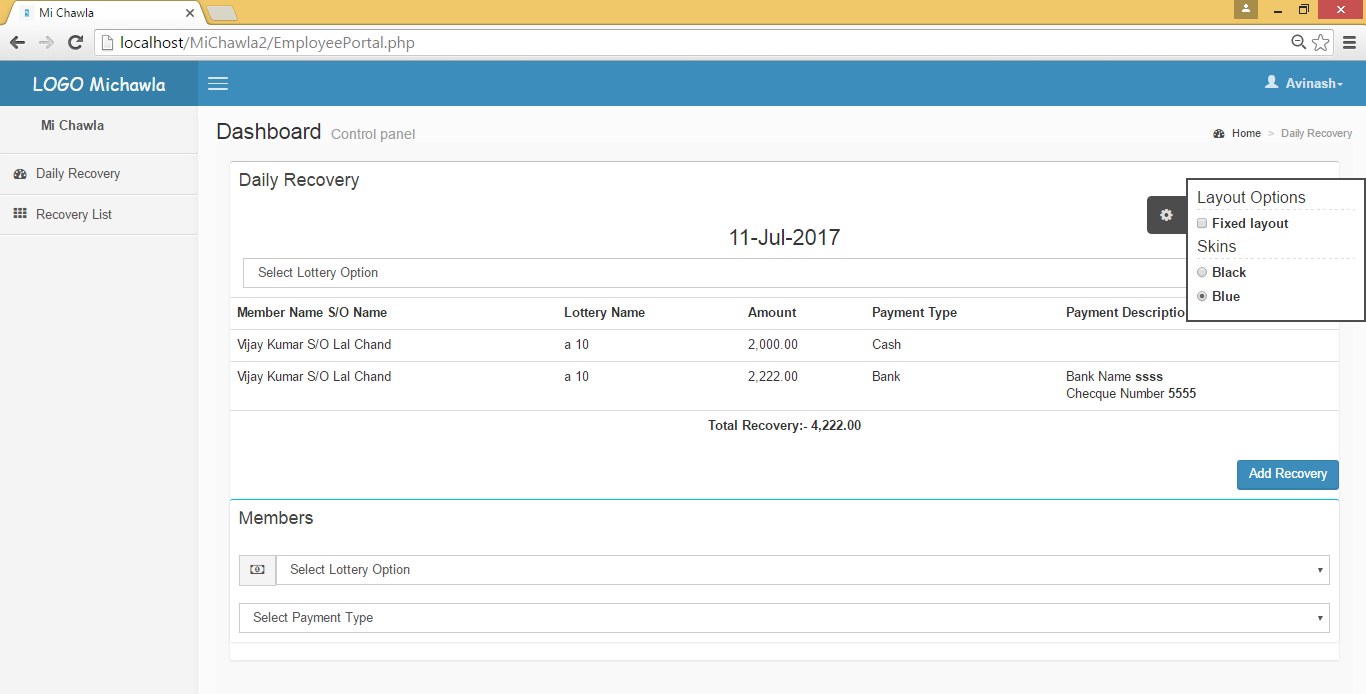 Mi Chawla
localhost/MiChawla2/EmployeePortal.php
LOGO Michawla
Avinash
Mi Chawla
Daily Recovery
Recovery List
Dashboard Control panel
Home > Daily Recovery
Daily Recovery
11-Jul-2017
Select Lottery Option
Layout Options
Fixed layout
Skins
Black
Blue
Member Name S/O Name Lottery Name Amount Payment Type Payment Descriptio
Vijay Kumar S/O Lal Chand a 10 2,000.00 Cash
Vijay Kumar S/O Lal Chand a 10 2,222.00 Bank Bank Name ssss
Checque Number 5555
Total Recovery:- 4,222.00
Add Recovery
Members
Select Lottery Option
Select Payment Type